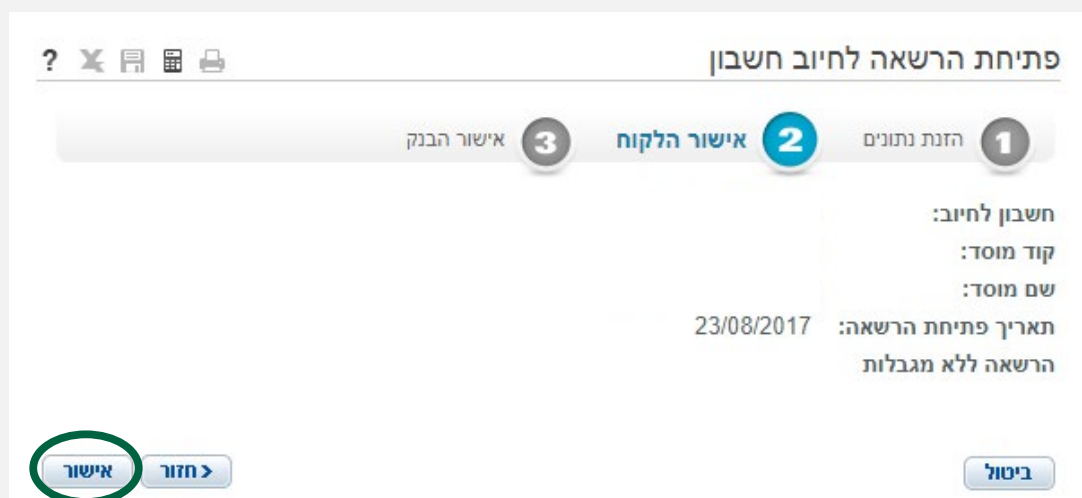 פתיחת הרשאה לחיוב חשבון ?
1 הזנת נתונים 2 אישור הלקוח 3 אישור הבנק
חשבון לחיוב:
קוד מוסד:
שם מוסד:
תאריך פתיחת הרשאה: 23/08/2017
הרשאה ללא מגבלות
ביטול < חזור אישור